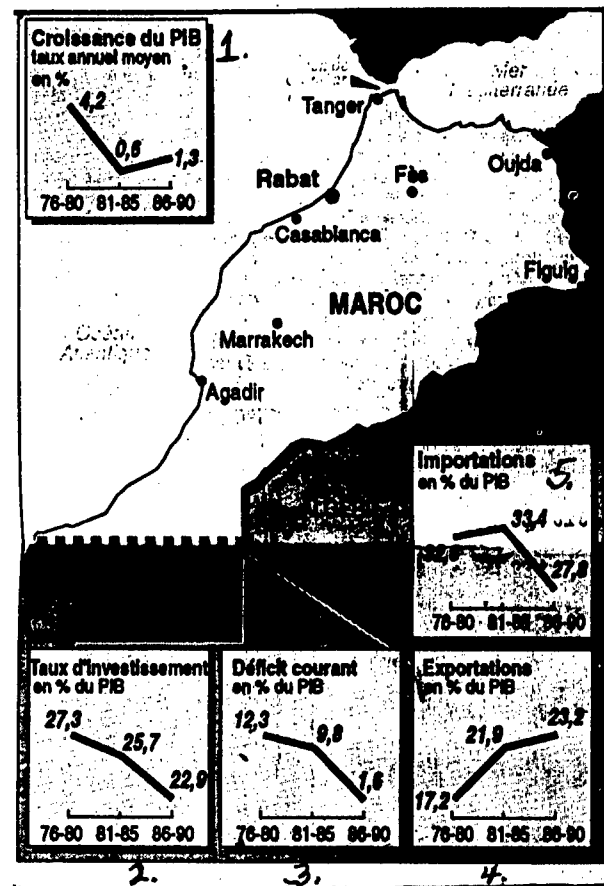 Croissance du PIB
taux annuel moyen
en %
1.
4,2
0,6
1,3
76-80 81-85 86-90
Mer
Méditerranée
Tanger
Oujda
Rabat
Fès
Casablanca
Figuig
MAROC
Océan
Atlantique
Marrakech
Agadir
Importations
en % du PIB
5.
33,4
27,8
76-80 81-85 86-90
Taux d'investissement
en % du PIB
27,3
25,7
22,9
76-80 81-85 86-90
Déficit courant
en % du PIB
12,3
9,8
1,6
76-80 81-85 86-90
Exportations
en % du PIB
23,2
21,9
17,2
76-80 81-85 86-90
2. 3. 4.